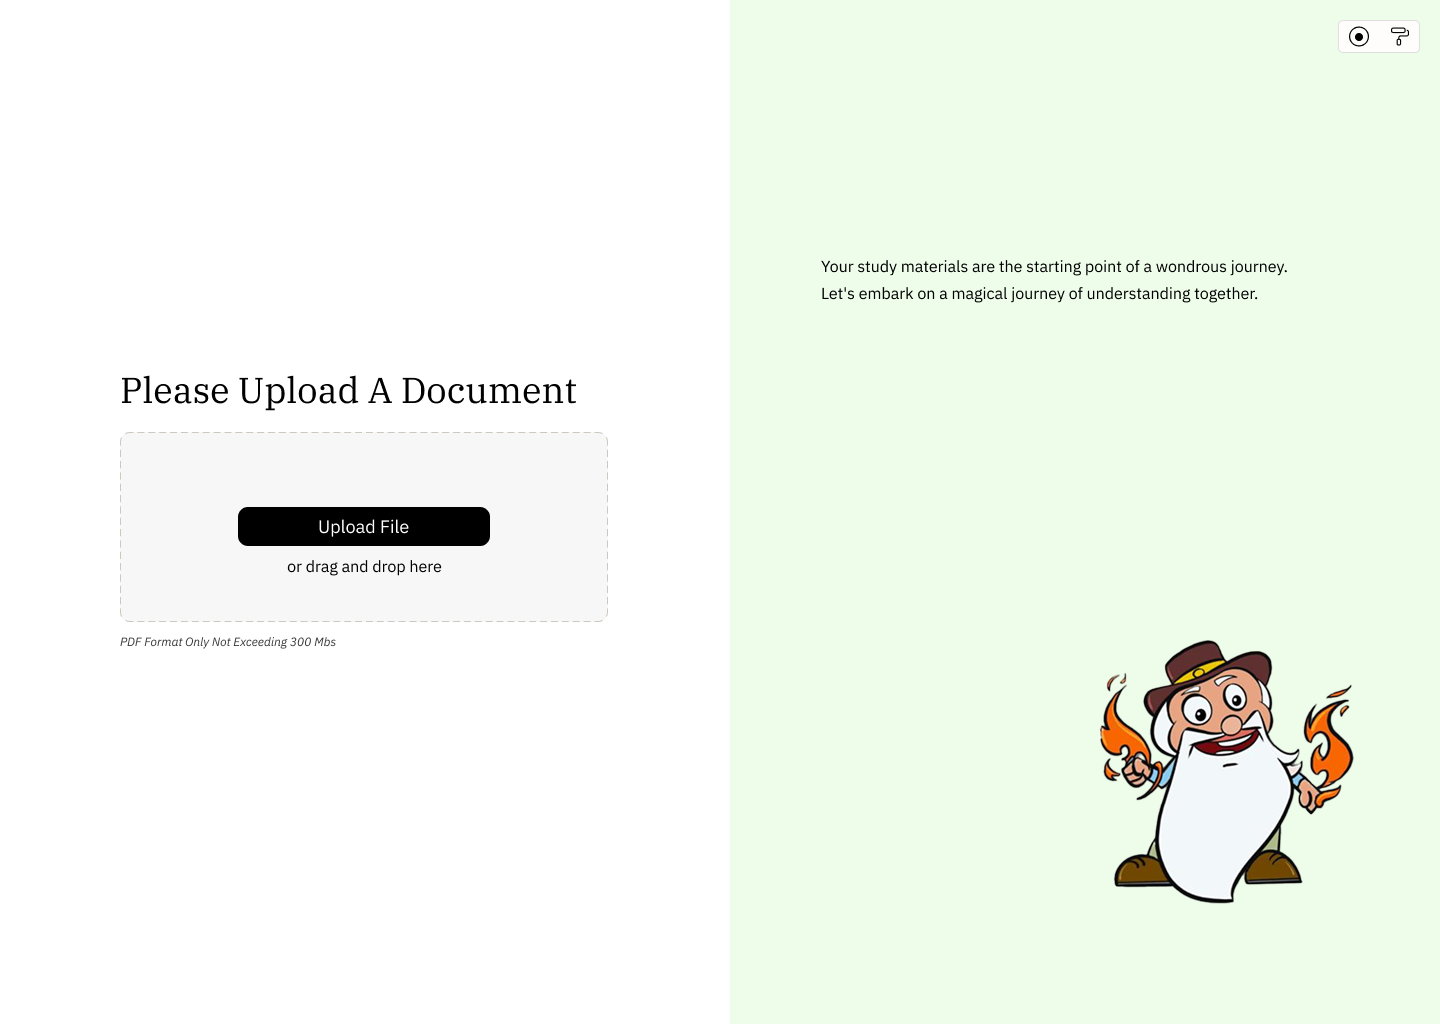 Please Upload A Document
Upload File
or drag and drop here
PDF Format Only Not Exceeding 300 Mbs
Your study materials are the starting point of a wondrous journey.
Let's embark on a magical journey of understanding together.